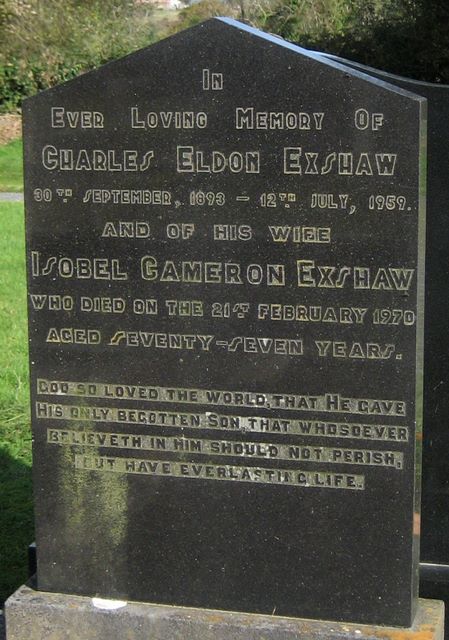 In
Ever Loving Memory Of
Charles Eldon Exshaw
30TH September, 1893 – 12TH July, 1959.
and of his wife
Isobel Cameron Exshaw
who died on the 21ST February 1970
aged seventy-seven years.
God so loved the world, that He gave
His only begotten Son, that whosoever
believeth in Him should not perish,
but have everlasting life.